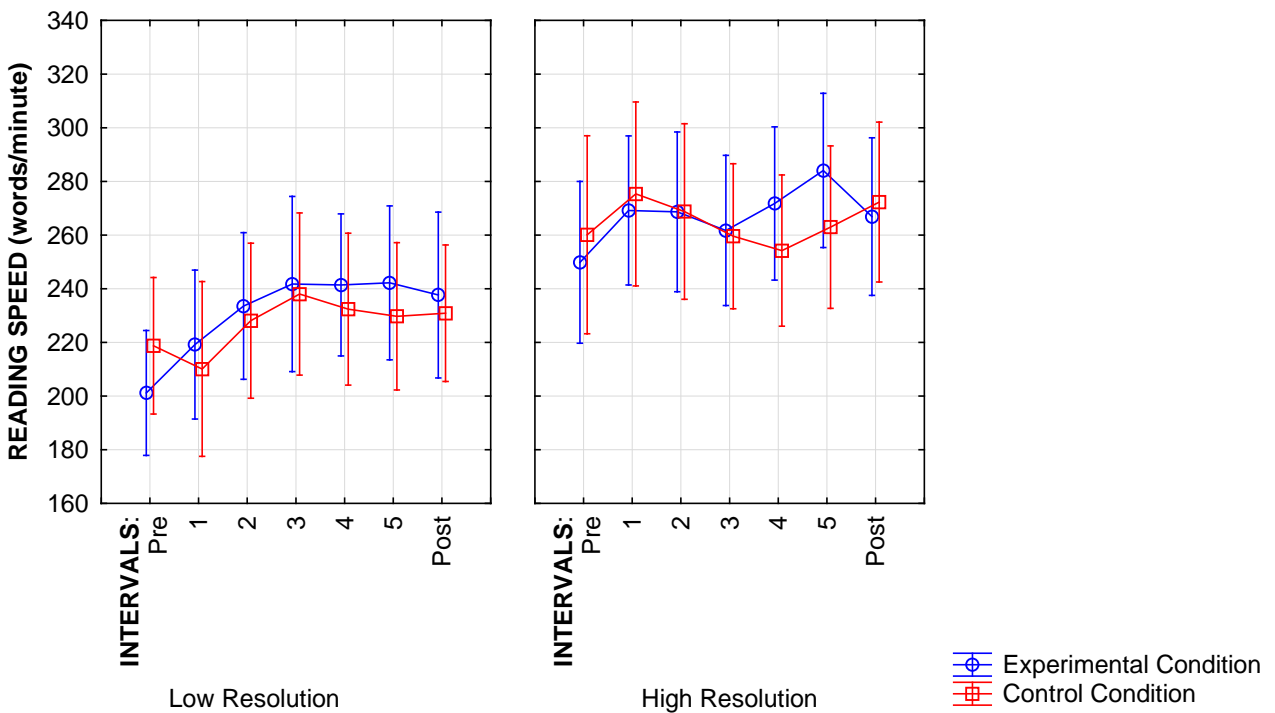 READING SPEED (words/minute)
340
320
300
280
260
240
220
200
180
160
INTERVALS:
Pre
1
2
3
4
5
Post
INTERVALS:
Pre
1
2
3
4
5
Post
Low Resolution
High Resolution
Experimental Condition
Control Condition